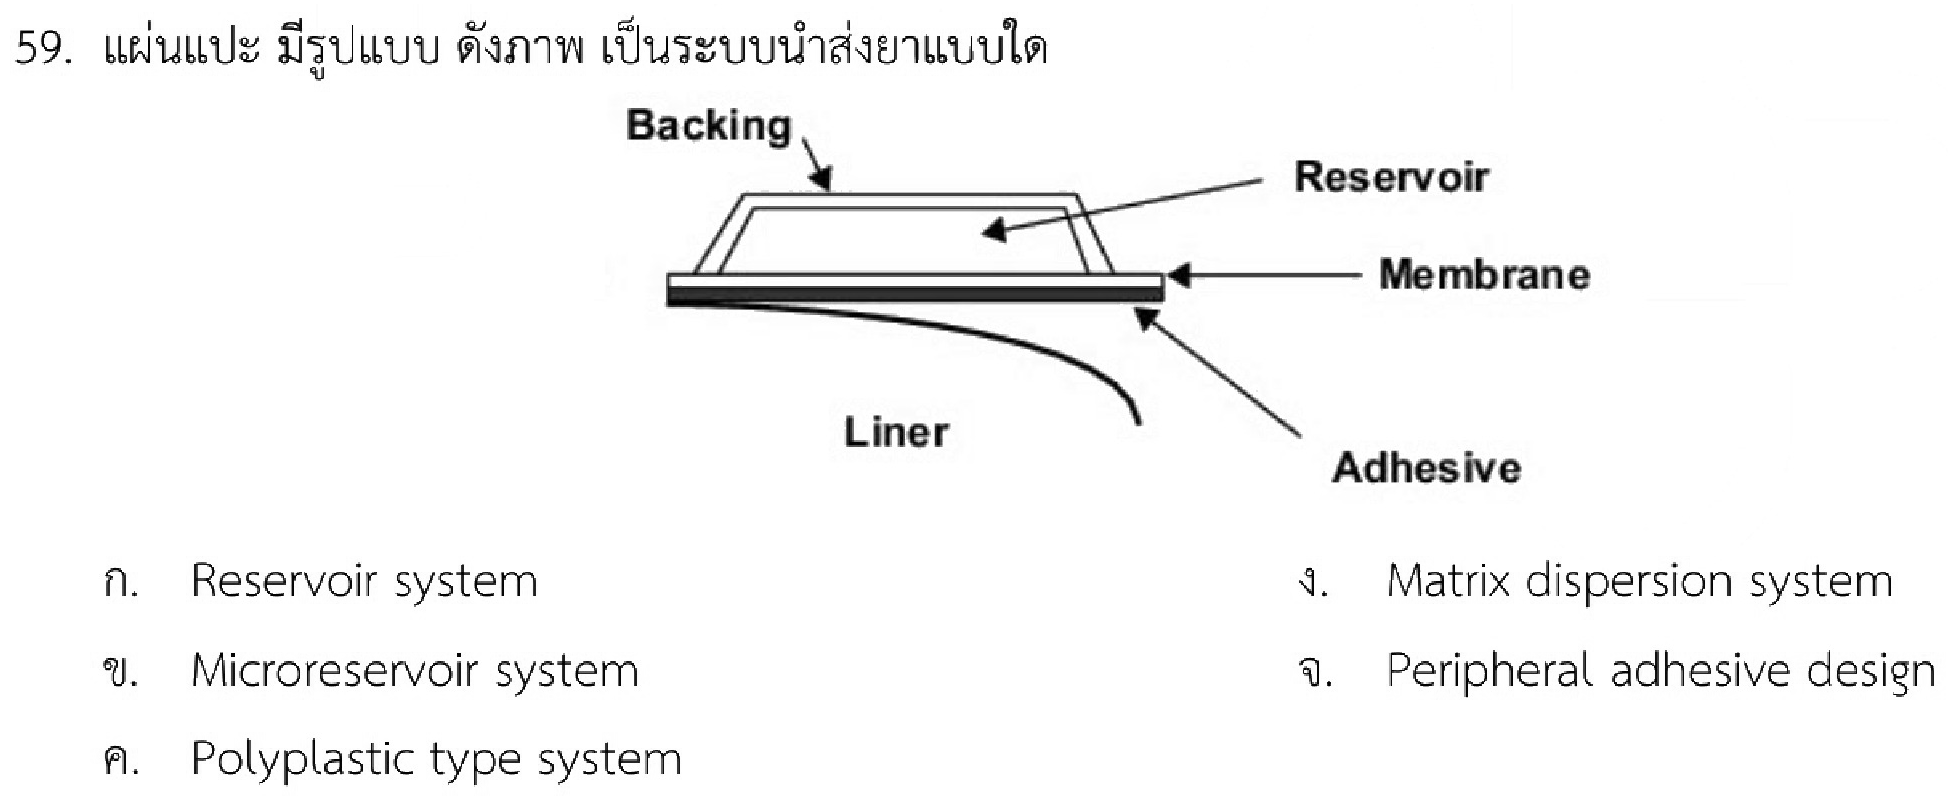 59. แผ่นแปะ มีรูปแบบ ดังภาพ เป็นระบบนำส่งยาแบบใด
Backing
Reservoir
Membrane
Liner
Adhesive
ก. Reservoir system
ง. Matrix dispersion system
ข. Microreservoir system
จ. Peripheral adhesive design
ค. Polyplastic type system